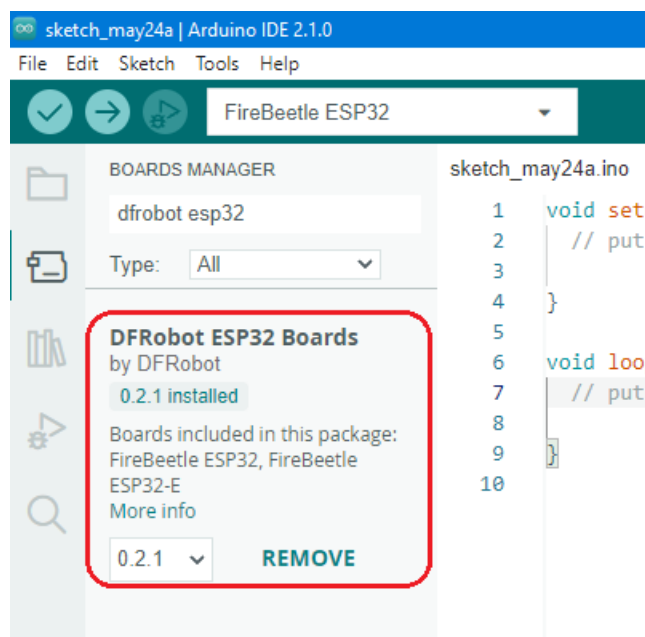 sketch_may24a | Arduino IDE 2.1.0
File Edit Sketch Tools Help
FireBeetle ESP32
BOARDS MANAGER
dfrobot esp32
Type: All
DFRobot ESP32 Boards
by DFRobot
0.2.1 installed
Boards included in this package:
FireBeetle ESP32, FireBeetle
ESP32-E
More info
0.2.1 REMOVE
sketch_may24a.ino
1 void set
2 // put
3
4 }
5
6 void loo
7 // put
8
9 }
10